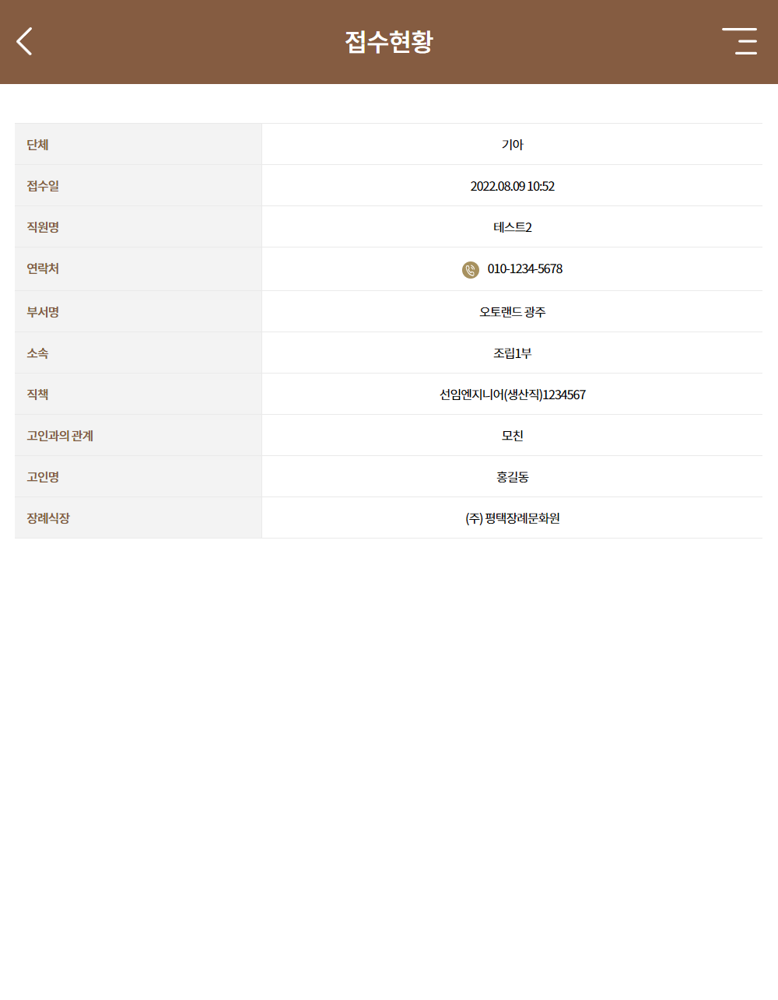 접수현황
단체 기아
접수일 2022.08.09 10:52
직원명 테스트2
연락처 010-1234-5678
부서명 오토랜드 광주
소속 조립1부
직책 선임엔지니어(생산직)1234567
고인과의 관계 모친
고인명 홍길동
장례식장 (주) 평택장례문화원